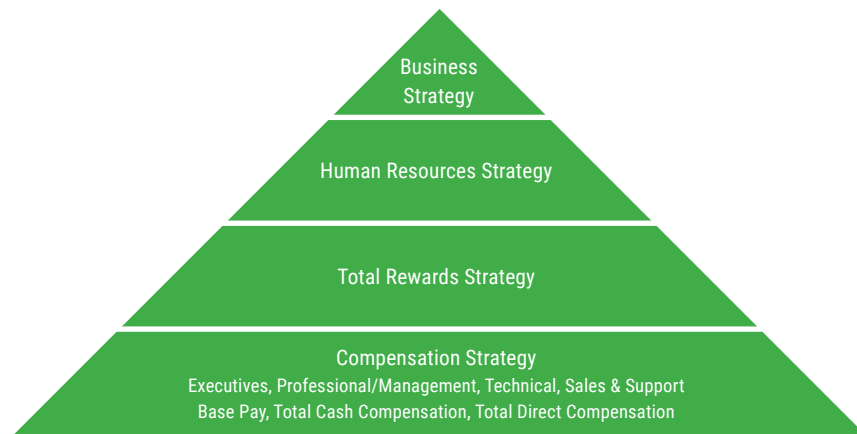 Business
Strategy
Human Resources Strategy
Total Rewards Strategy
Compensation Strategy
Executives, Professional/Management, Technical, Sales & Support
Base Pay, Total Cash Compensation, Total Direct Compensation